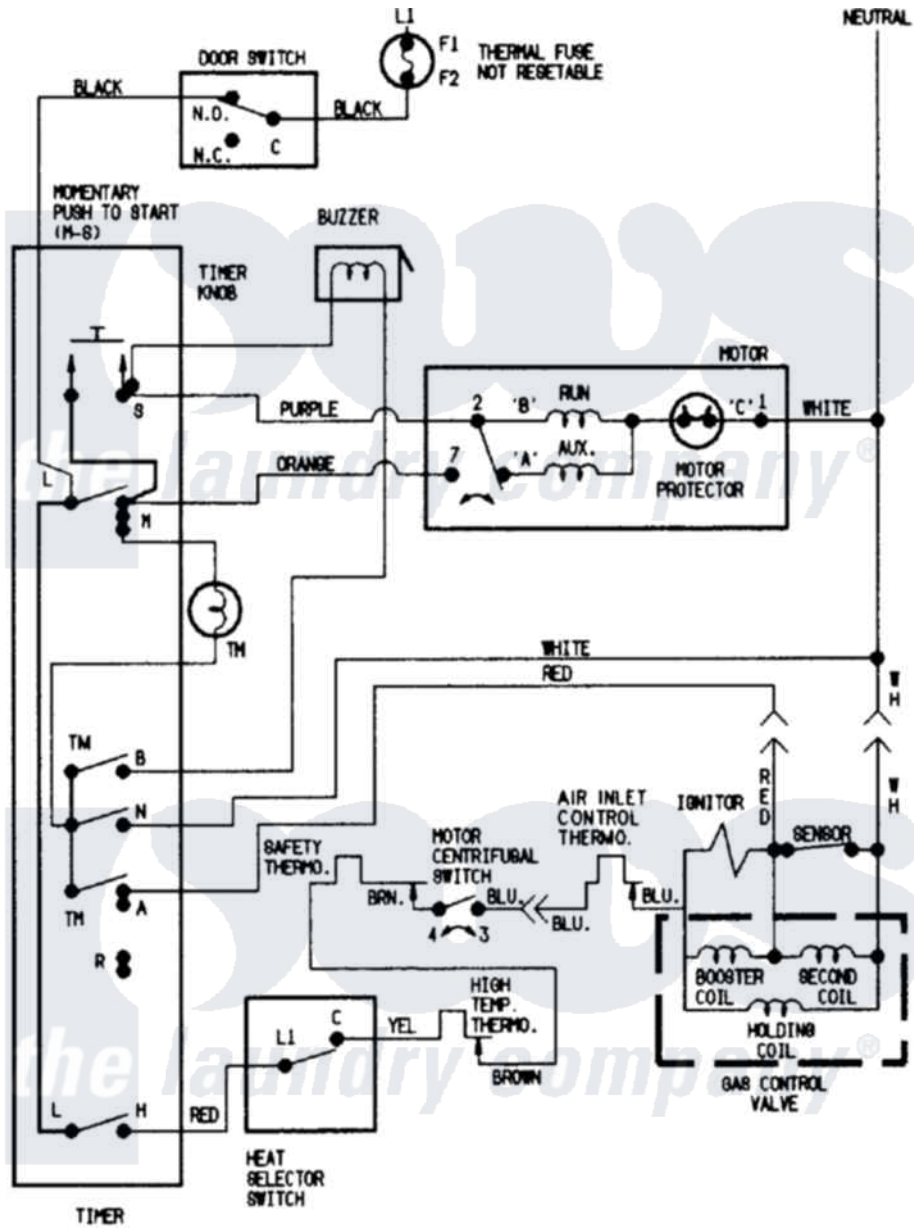 L1
NEUTRAL
F1
F2
THERMAL FUSE
NOT RESETABLE
DOOR SWITCH
BLACK
N.O.
N.C.
C
BLACK
MOMENTARY
PUSH TO START
(M-S)
BUZZER
TIMER
KNOB
MOTOR
S
PURPLE
2
'B'
RUN
'C'
1
WHITE
ORANGE
7
'A'
AUX.
MOTOR
PROTECTOR
L
M
the laundry company®
TM
WHITE
RED
W
H
TM
B
N
A
TM
R
SAFETY
THERMO.
MOTOR
CENTRIFUGAL
SWITCH
AIR INLET
CONTROL
THERMO.
IGNITOR
RED
WH
SENSOR
BRN.
4
3
BLU.
BLU.
BLU.
BOOSTER
COIL
SECOND
COIL
HOLDING
COIL
GAS CONTROL
VALVE
HIGH
TEMP.
THERMO.
YEL
BROWN
L1
C
the laundry company®
L
H
RED
HEAT
SELECTOR
SWITCH
TIMER